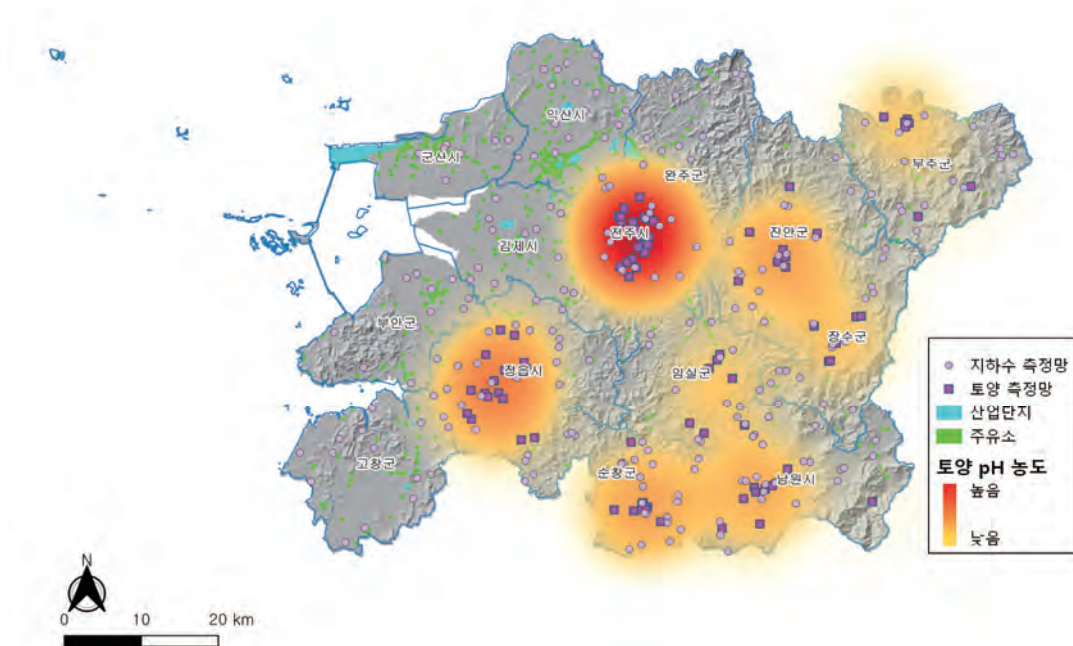 익산시
군산시
완주군
무주군
전주시
진안군
김제시
부안군
장수군
정읍시
임실군
고창군
순창군
남원시
지하수 측정망
토양 측정망
산업단지
주유소
토양 pH 농도
높음
낮음
N
0 10 20 km